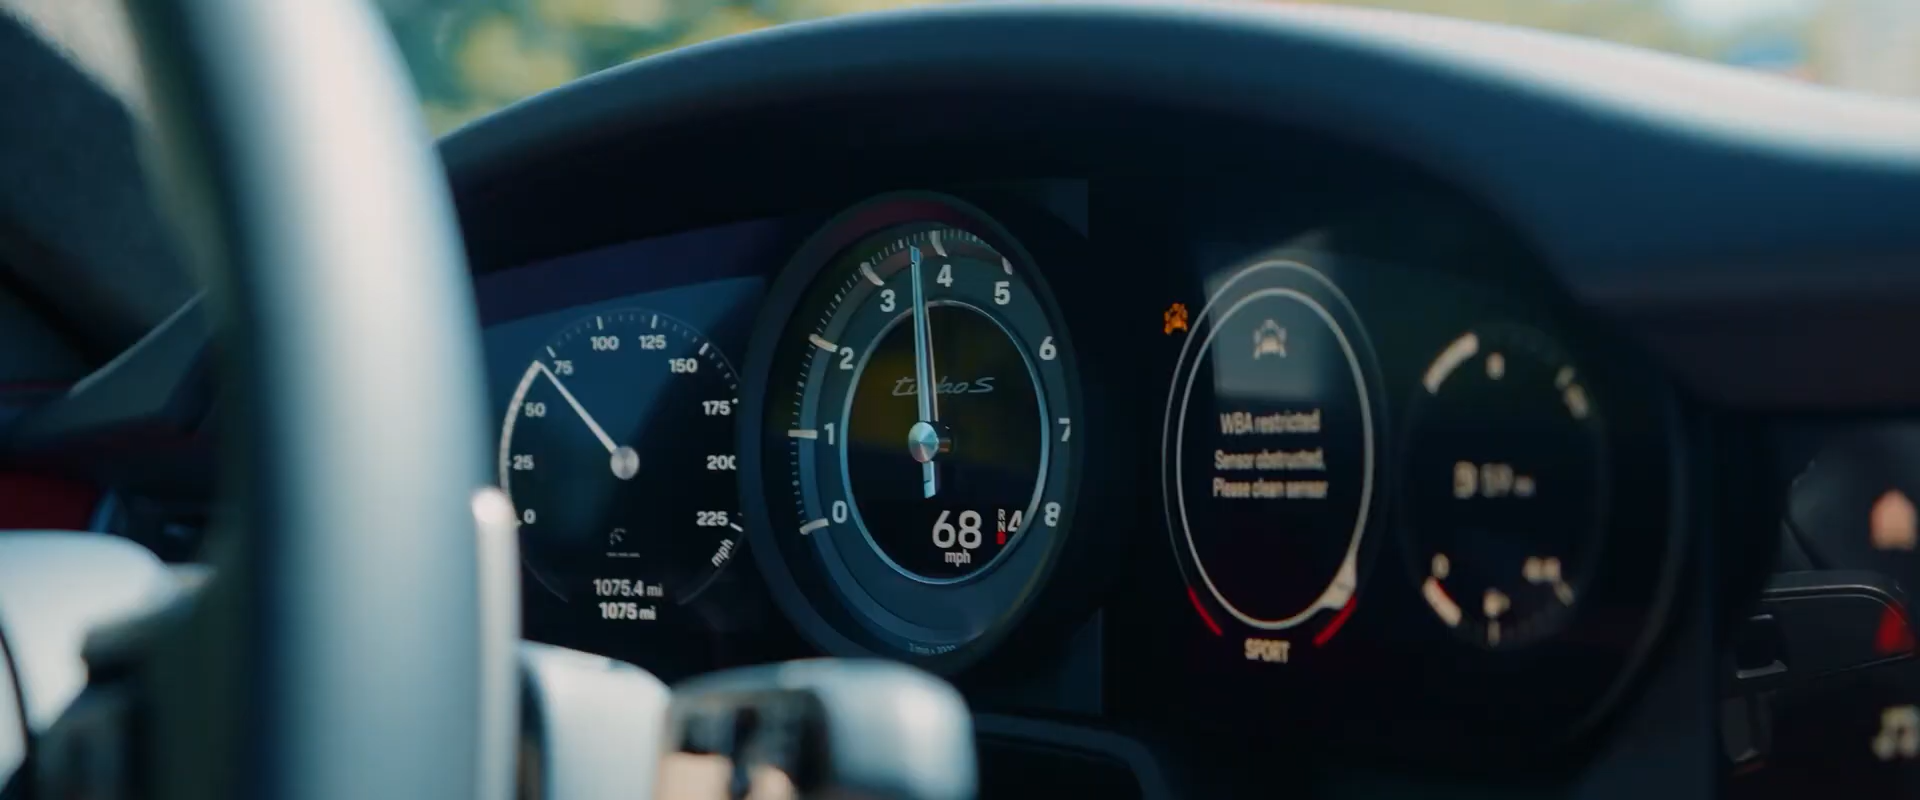 0
25
50
75
100
125
150
175
200
225
mph
1075.4 mi
1075 mi
0
1
2
3
4
5
6
7
8
turbo S
68
mph
R
N
4
WBA restricted
Sensor obstructed,
Please clean sensor
SPORT